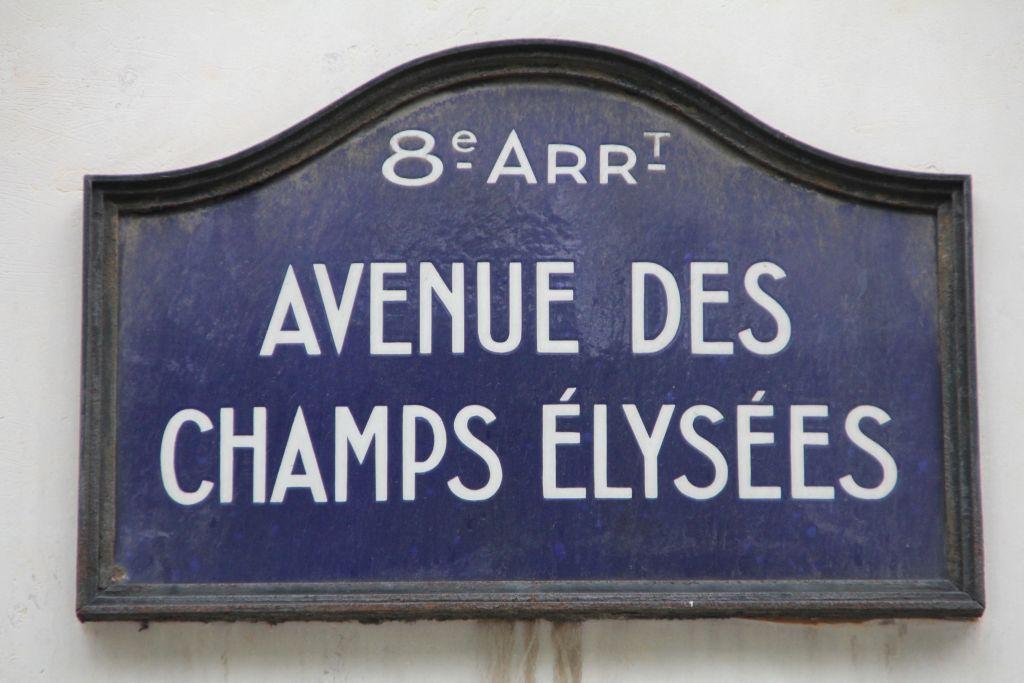 8e Arrt
AVENUE DES
CHAMPS ÉLYSÉES